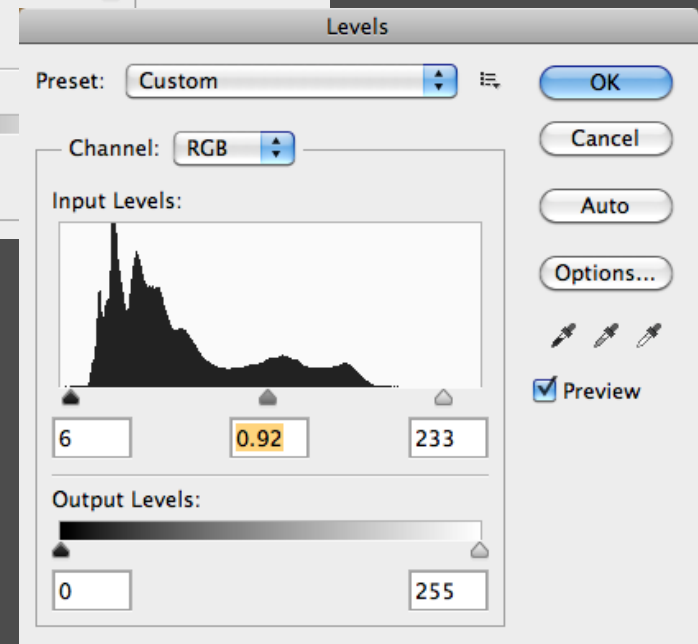 Levels
Preset: Custom
OK
Channel: RGB
Cancel
Input Levels:
Auto
Options...
Preview
6 0.92 233
Output Levels:
0 255